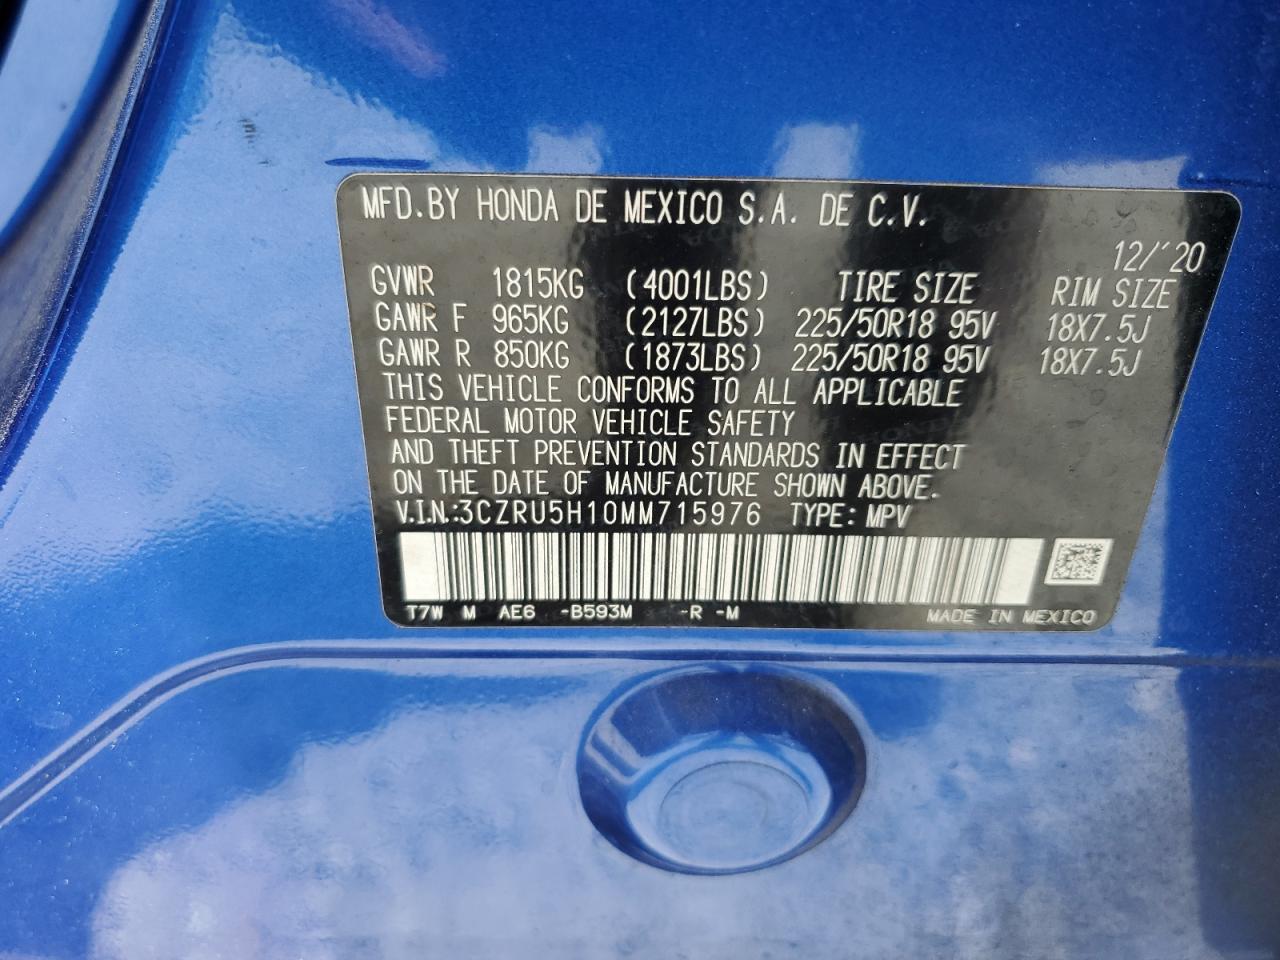 MFD.BY HONDA DE MEXICO S.A. DE C.V.
12/'20
GVWR 1815KG (4001LBS) TIRE SIZE RIM SIZE
GAWR F 965KG (2127LBS) 225/50R18 95V 18X7.5J
GAWR R 850KG (1873LBS) 225/50R18 95V 18X7.5J
THIS VEHICLE CONFORMS TO ALL APPLICABLE
FEDERAL MOTOR VEHICLE SAFETY
AND THEFT PREVENTION STANDARDS IN EFFECT
ON THE DATE OF MANUFACTURE SHOWN ABOVE.
V.I.N.:3CZRU5H10MM715976 TYPE: MPV
T7W M AE6 -B593M -R -M MADE IN MEXICO